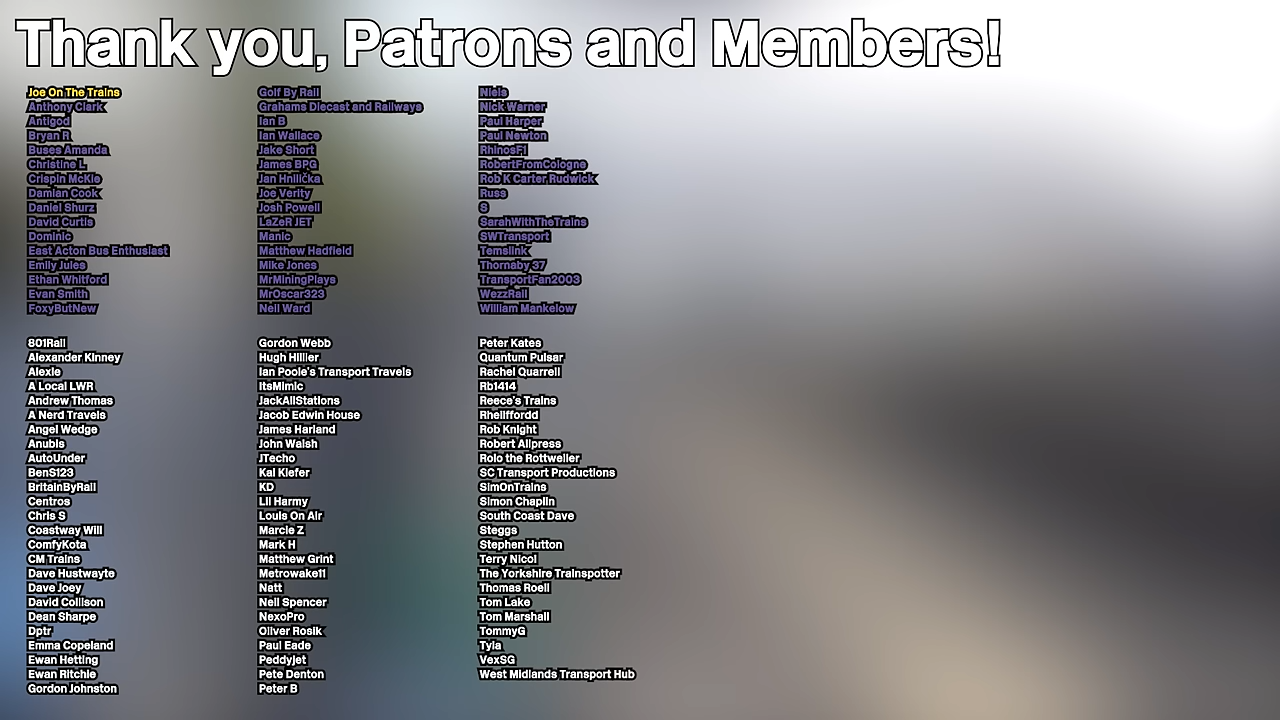 Thank you, Patrons and Members!
Joe On The Trains
Anthony Clark
Antigod
Bryan R
Buses Amanda
Christine L
Crispin McKie
Damian Cook
Daniel Shurz
David Curtis
Dominic
East Acton Bus Enthusiast
Emily Jules
Ethan Whitford
Evan Smith
FoxyButNew
Golf By Rail
Grahams Diecast and Railways
Ian B
Ian Wallace
Jake Short
James BPG
Jan Hnilička
Joe Verity
Josh Powell
LaZeR JET
Manic
Matthew Hadfield
Mike Jones
MrMiningPlays
MrOscar323
Neil Ward
Niels
Nick Warner
Paul Harper
Paul Newton
RhinosF1
RobertFromCologne
Rob K Carter Rudwick
Russ
S
SarahWithTheTrains
SWTransport
Temslink
Thornaby 37
TransportFan2003
WezzRail
William Mankelow
801Rail
Alexander Kinney
Alexie
A Local LWR
Andrew Thomas
A Nerd Travels
Angel Wedge
Anubis
AutoUnder
BenS123
BritainByRail
Centros
Chris S
Coastway Will
ComfyKota
CM Trains
Dave Hustwayte
Dave Joey
David Collison
Dean Sharpe
Dptr
Emma Copeland
Ewan Hetting
Ewan Ritchie
Gordon Johnston
Gordon Webb
Hugh Hillier
Ian Poole's Transport Travels
ItsMimic
JackAllStations
Jacob Edwin House
James Harland
John Walsh
JTecho
Kai Kiefer
KD
Lil Harmy
Louis On Air
Marcie Z
Mark H
Matthew Grint
Metrowake11
Natt
Neil Spencer
NexoPro
Oliver Rosik
Paul Eade
Peddyjet
Pete Denton
Peter B
Peter Kates
Quantum Pulsar
Rachel Quarrell
Rb1414
Reece's Trains
Rheliffordd
Rob Knight
Robert Allpress
Rolo the Rottweiler
SC Transport Productions
SimOnTrains
Simon Chaplin
South Coast Dave
Steggs
Stephen Hutton
Terry Nicol
The Yorkshire Trainspotter
Thomas Roell
Tom Lake
Tom Marshall
TommyG
Tyla
VexSG
West Midlands Transport Hub